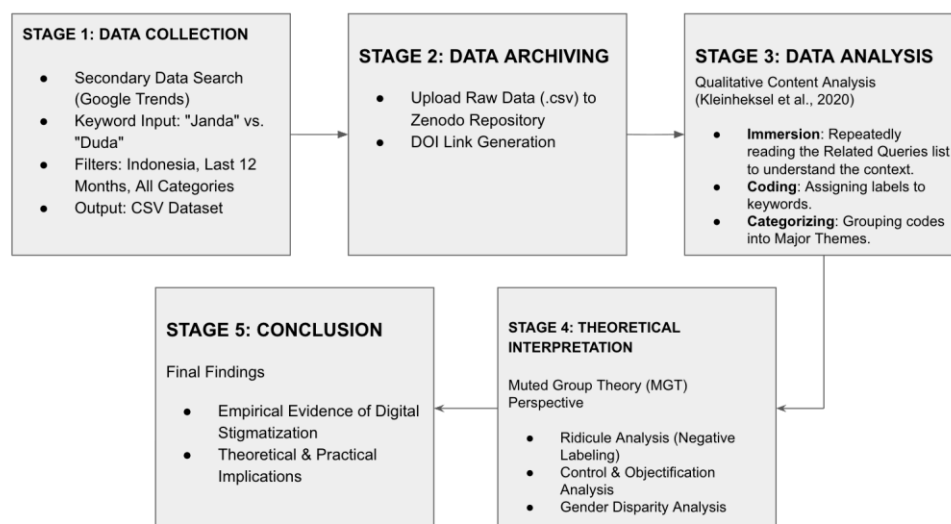 STAGE 1: DATA COLLECTION
● Secondary Data Search
(Google Trends)
● Keyword Input: "Janda" vs.
"Duda"
● Filters: Indonesia, Last 12
Months, All Categories
● Output: CSV Dataset
STAGE 2: DATA ARCHIVING
● Upload Raw Data (.csv) to
Zenodo Repository
● DOI Link Generation
STAGE 3: DATA ANALYSIS
Qualitative Content Analysis
(Kleinheksel et al., 2020)
● Immersion: Repeatedly
reading the Related Queries list
to understand the context.
● Coding: Assigning labels to
keywords.
● Categorizing: Grouping codes
into Major Themes.
STAGE 4: THEORETICAL
INTERPRETATION
Muted Group Theory (MGT)
Perspective
● Ridicule Analysis (Negative
Labeling)
● Control & Objectification
Analysis
● Gender Disparity Analysis
STAGE 5: CONCLUSION
Final Findings
● Empirical Evidence of Digital
Stigmatization
● Theoretical & Practical
Implications